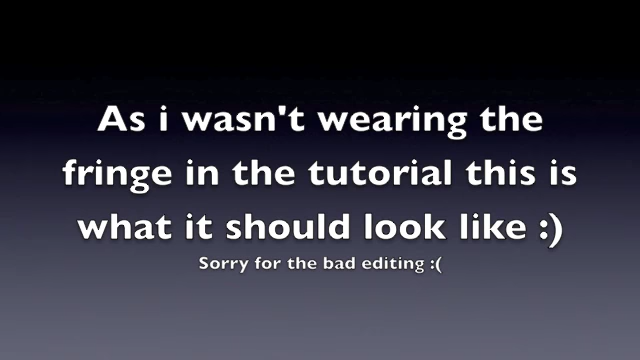 As i wasn't wearing the
fringe in the tutorial this is
what it should look like :)
Sorry for the bad editing :(